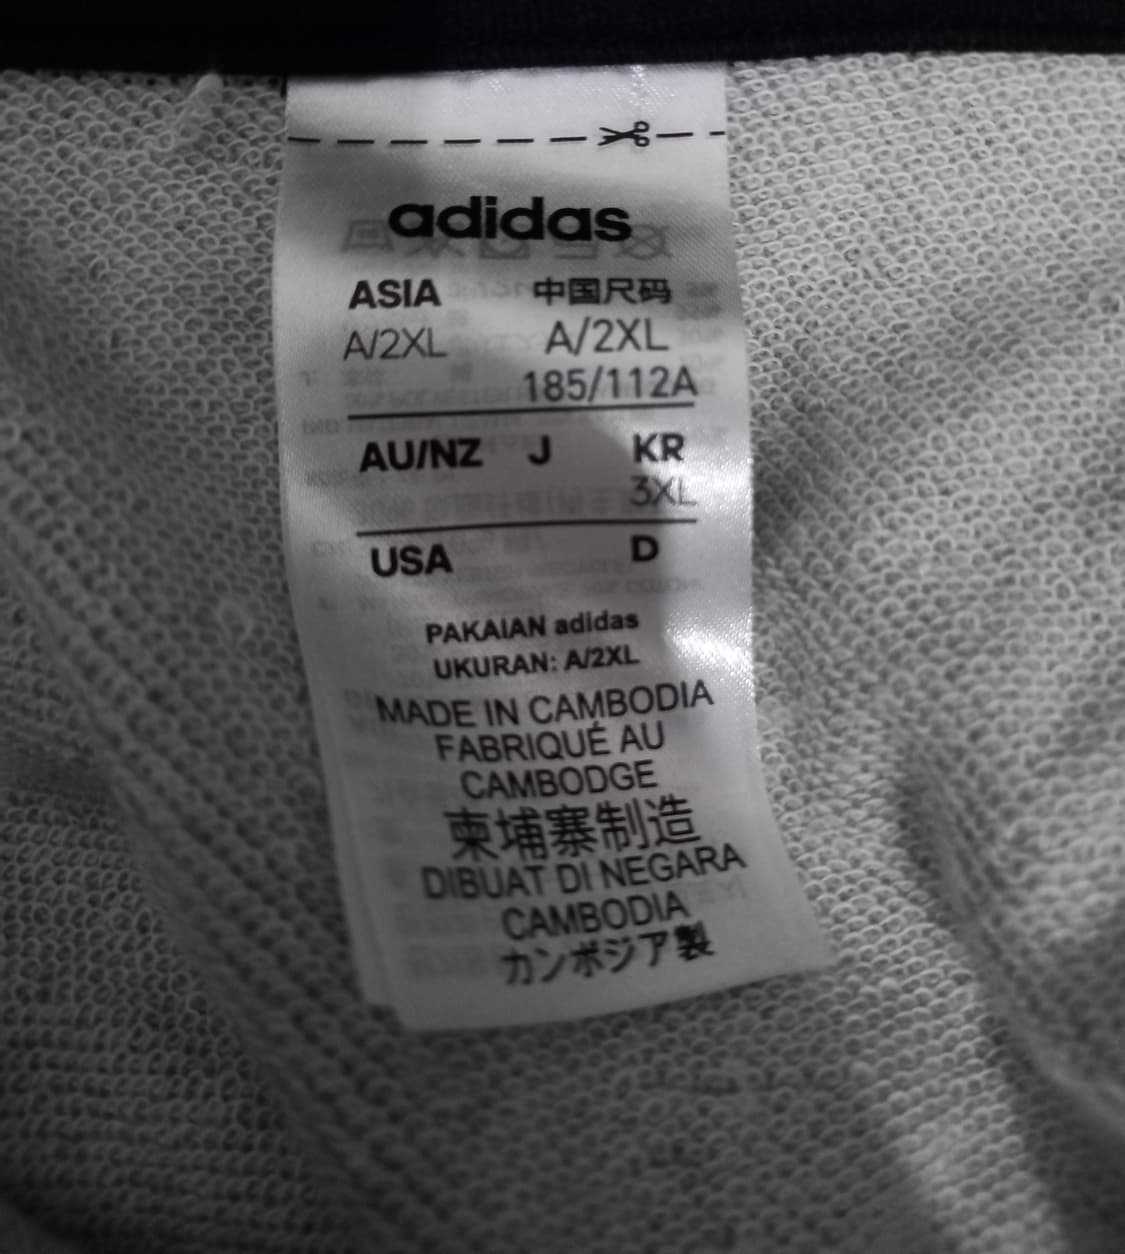 adidas
ASIA 中国尺码
A/2XL A/2XL
185/112A
AU/NZ J KR
3XL
USA D
PAKAIAN adidas
UKURAN: A/2XL
MADE IN CAMBODIA
FABRIQUÉ AU
CAMBODGE
柬埔寨制造
DIBUAT DI NEGARA
CAMBODIA
カンボジア製